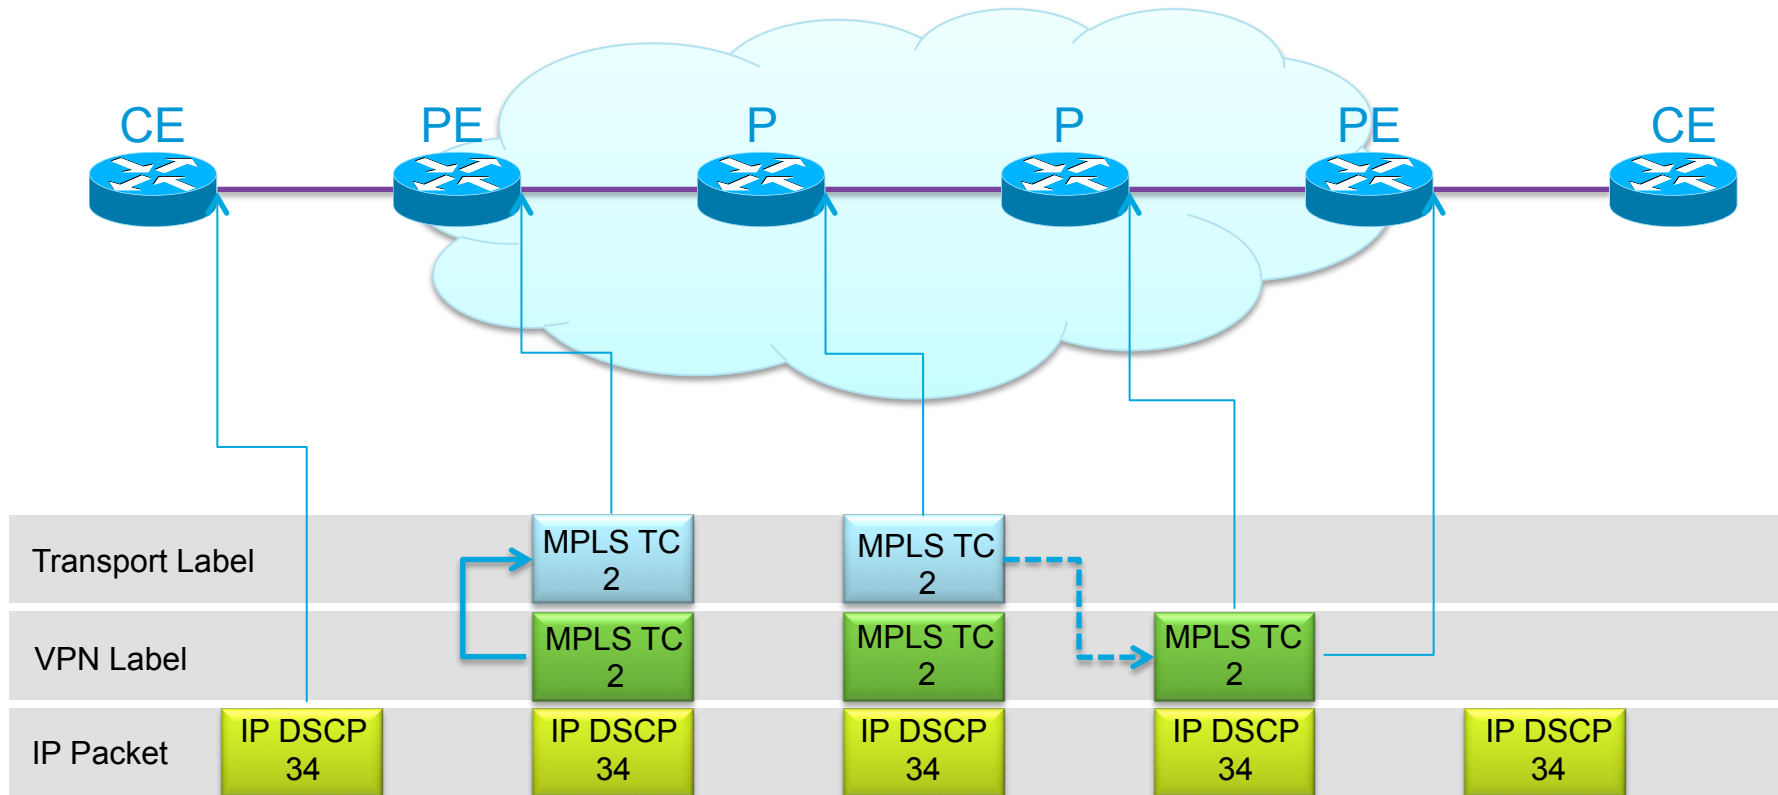 CE
PE
P
P
PE
CE
Transport Label
MPLS TC
2
MPLS TC
2
VPN Label
MPLS TC
2
MPLS TC
2
MPLS TC
2
IP Packet
IP DSCP
34
IP DSCP
34
IP DSCP
34
IP DSCP
34
IP DSCP
34